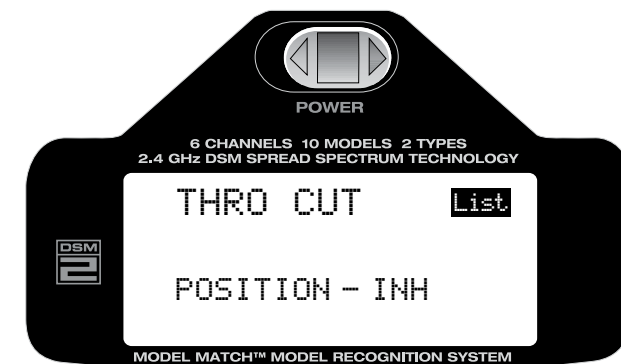 POWER
6 CHANNELS 10 MODELS 2 TYPES
2.4 GHz DSM SPREAD SPECTRUM TECHNOLOGY
THRO CUT List
DSM
2
POSITION – INH
MODEL MATCH™ MODEL RECOGNITION SYSTEM